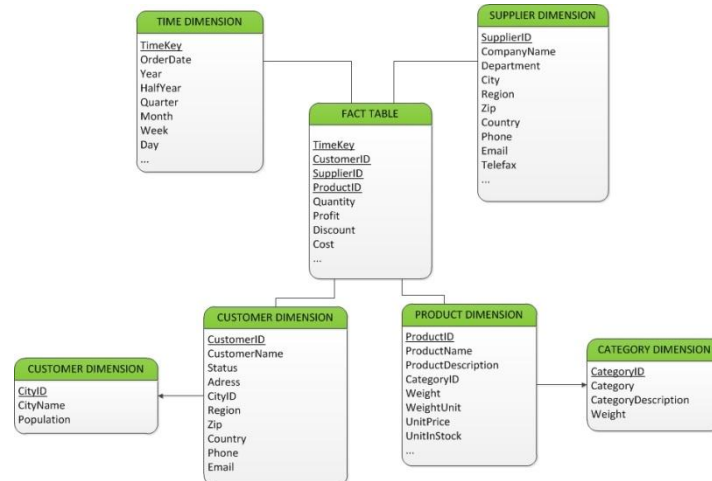 TIME DIMENSION
TimeKey
OrderDate
Year
HalfYear
Quarter
Month
Week
Day
...
SUPPLIER DIMENSION
SupplierID
CompanyName
Department
City
Region
Zip
Country
Phone
Email
Telefax
...
FACT TABLE
TimeKey
CustomerID
SupplierID
ProductID
Quantity
Profit
Discount
Cost
...
CUSTOMER DIMENSION
CityID
CityName
Population
CUSTOMER DIMENSION
CustomerID
CustomerName
Status
Adress
CityID
Region
Zip
Country
Phone
Email
PRODUCT DIMENSION
ProductID
ProductName
ProductDescription
CategoryID
Weight
WeightUnit
UnitPrice
UnitInStock
...
CATEGORY DIMENSION
CategoryID
Category
CategoryDescription
Weight